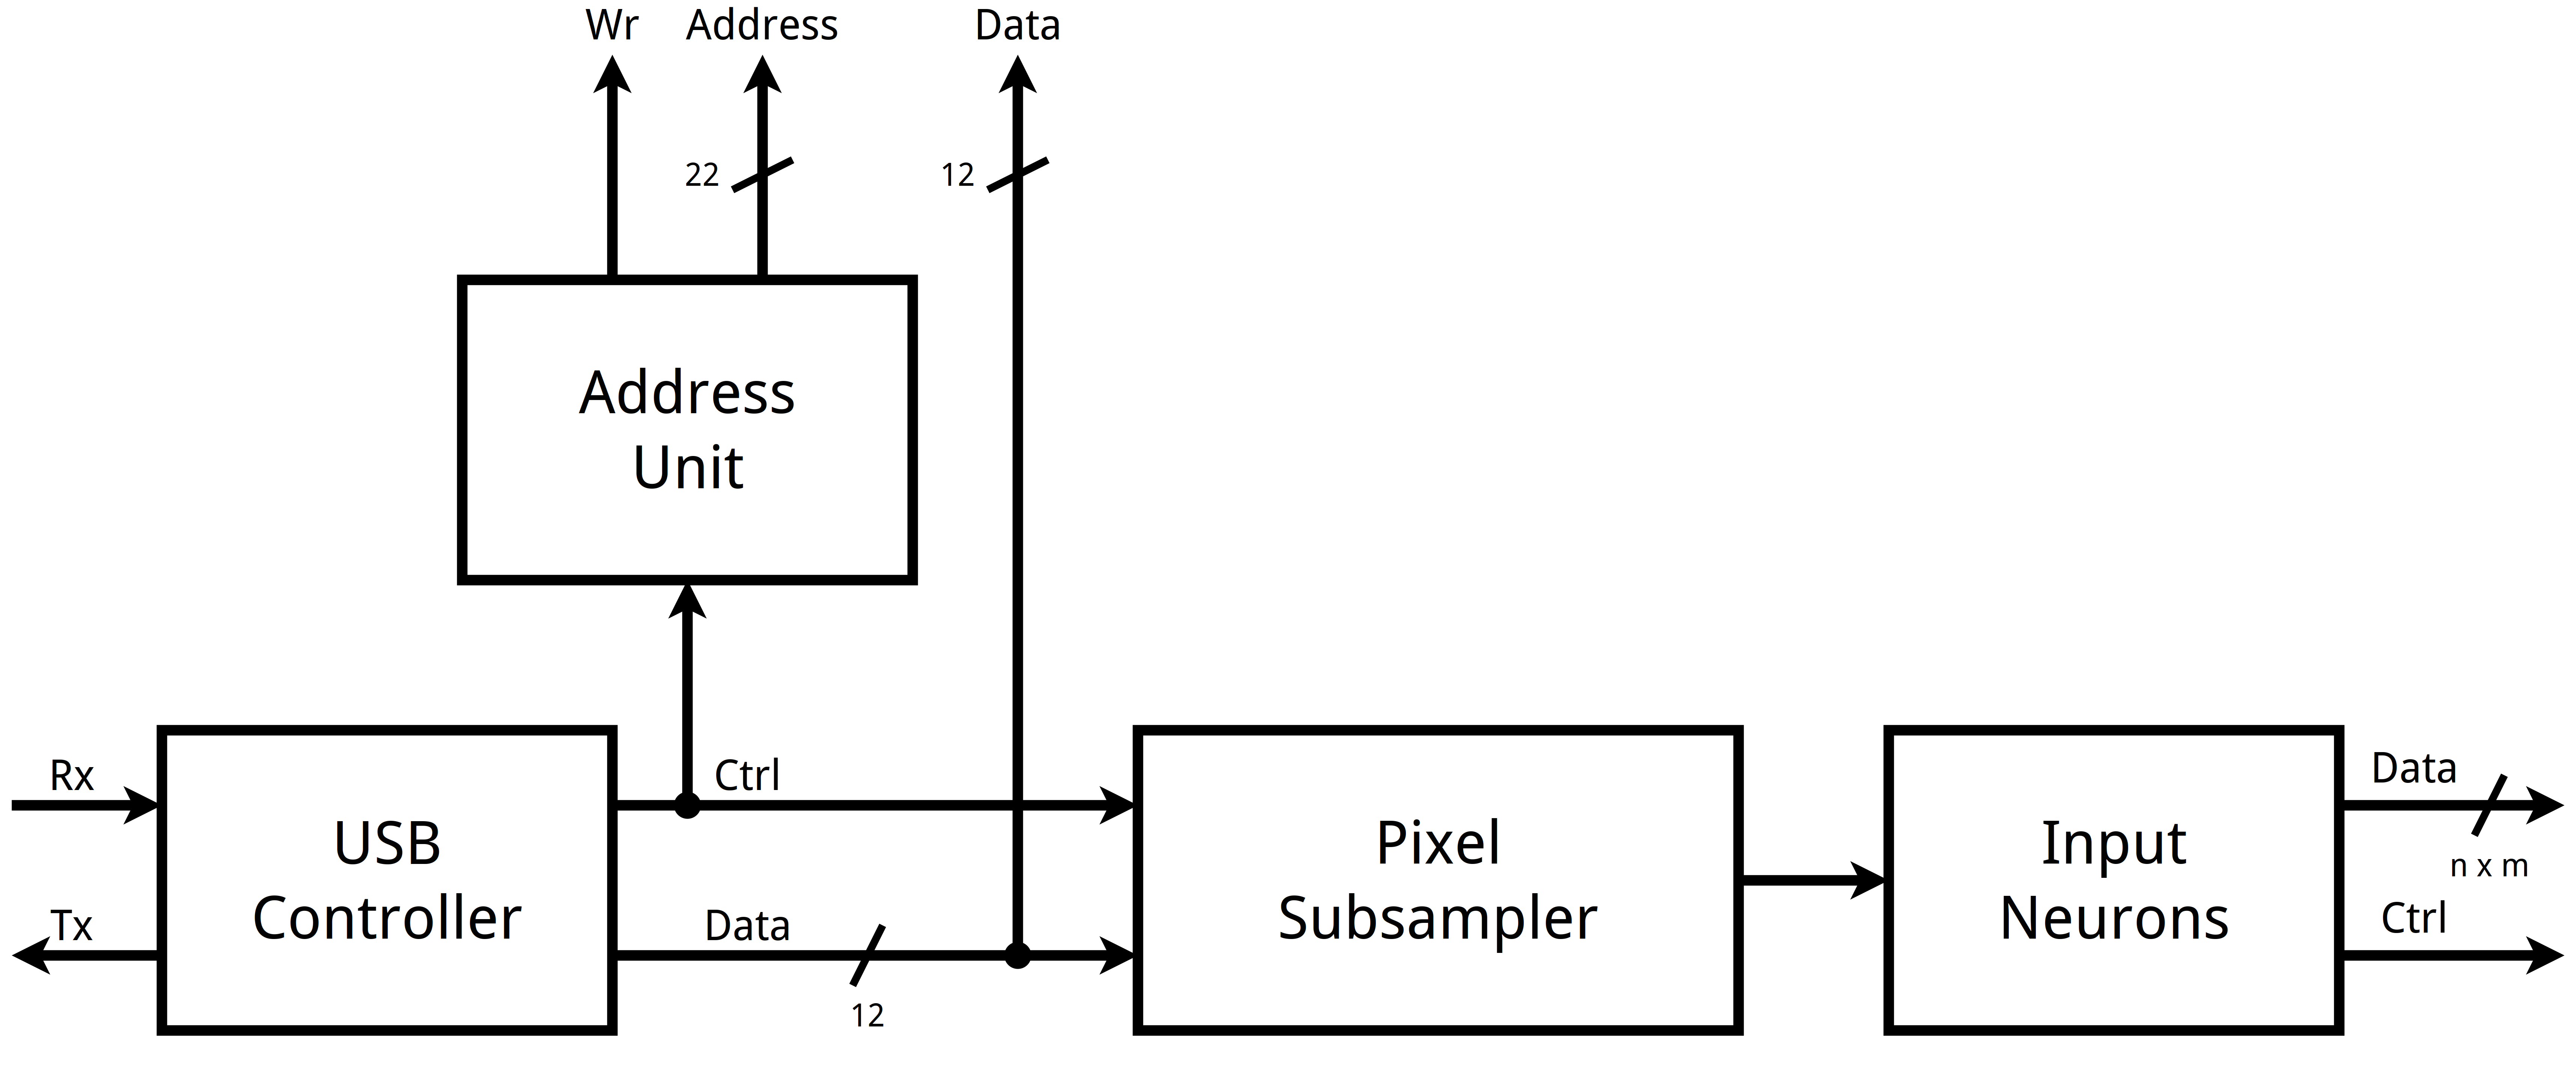 Wr
Address
Data
22
12
Address
Unit
Rx
Tx
USB
Controller
Ctrl
Data
12
Pixel
Subsampler
Input
Neurons
Data
n x m
Ctrl